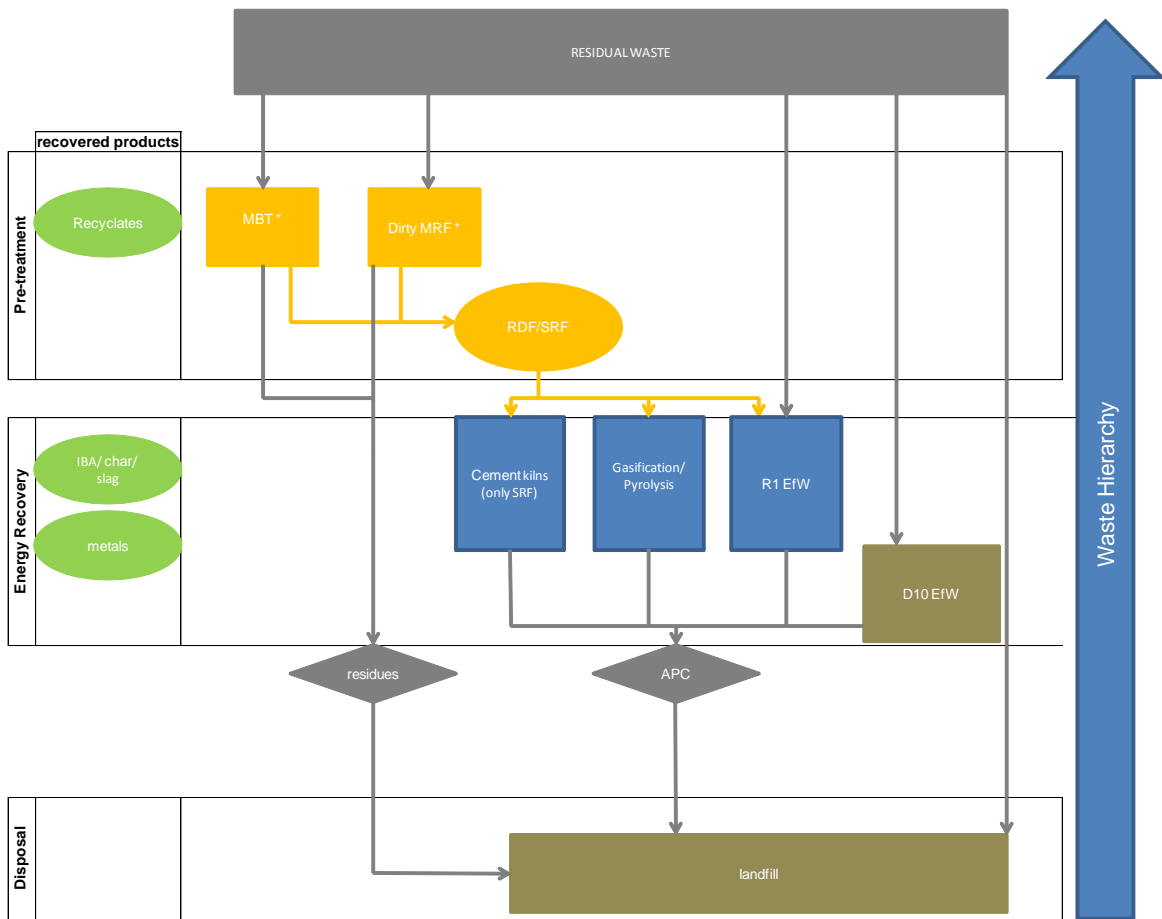 RESIDUAL WASTE
recovered products
Pre-treatment
Recyclates
MBT *
Dirty MRF *
RDF/SRF
Energy Recovery
IBA/ char/
slag
metals
Cement kilns
(only SRF)
Gasification/
Pyrolysis
R1 EfW
D10 EfW
residues
APC
Disposal
landfill
Waste Hierarchy